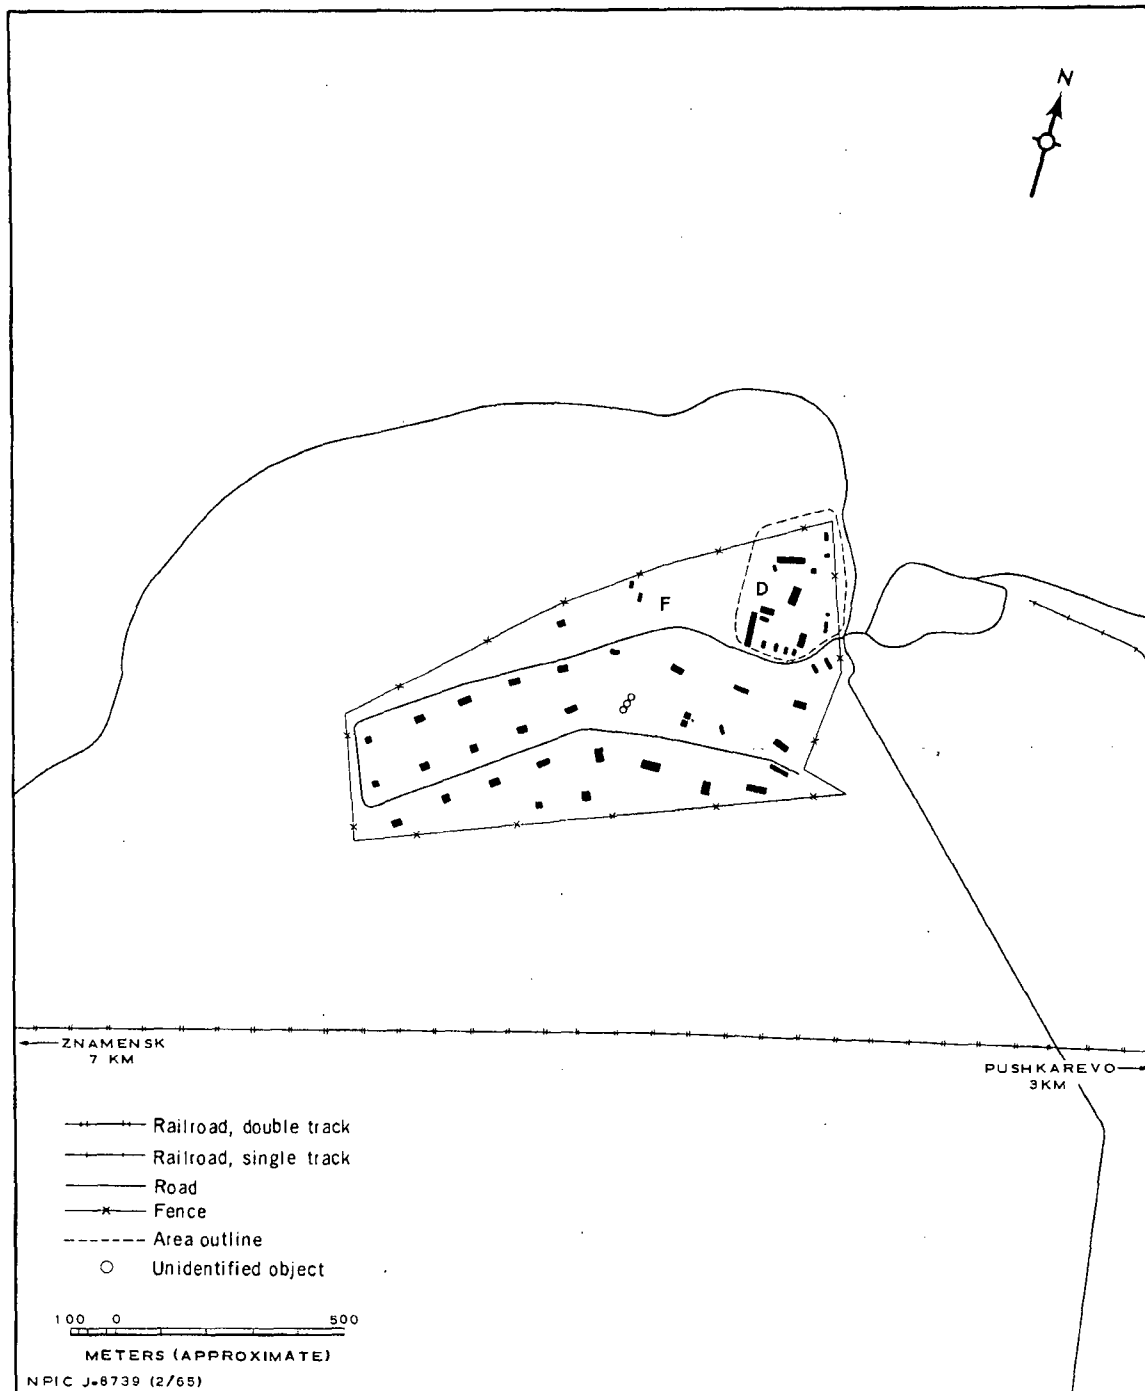 N
D
F
ZNAMENSK
7 KM
PUSHKAREVO
3KM
Railroad, double track
Railroad, single track
Road
Fence
Area outline
Unidentified object
100 0 500
METERS (APPROXIMATE)
NPIC J-8739 (2/65)